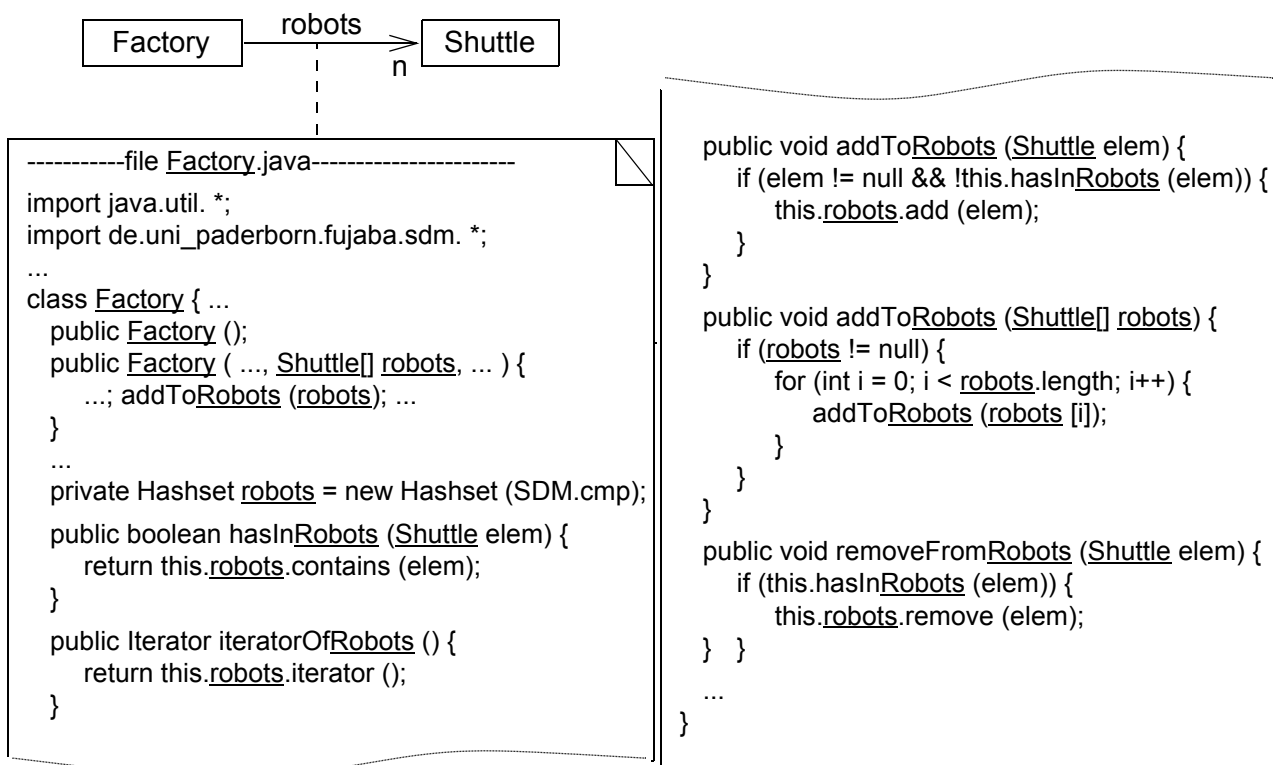 robots
Factory
Shuttle
n
-----------file Factory.java-----------------------
import java.util. *;
import de.uni_paderborn.fujaba.sdm. *;
...
class Factory { ...
public Factory ();
public Factory ( ..., Shuttle[] robots, ... ) {
...; addToRobots (robots); ...
}
...
private Hashset robots = new Hashset (SDM.cmp);
public boolean hasInRobots (Shuttle elem) {
return this.robots.contains (elem);
}
public Iterator iteratorOfRobots () {
return this.robots.iterator ();
}
public void addToRobots (Shuttle elem) {
if (elem != null && !this.hasInRobots (elem)) {
this.robots.add (elem);
}
}
public void addToRobots (Shuttle[] robots) {
if (robots != null) {
for (int i = 0; i < robots.length; i++) {
addToRobots (robots [i]);
}
}
}
public void removeFromRobots (Shuttle elem) {
if (this.hasInRobots (elem)) {
this.robots.remove (elem);
} }
...
}